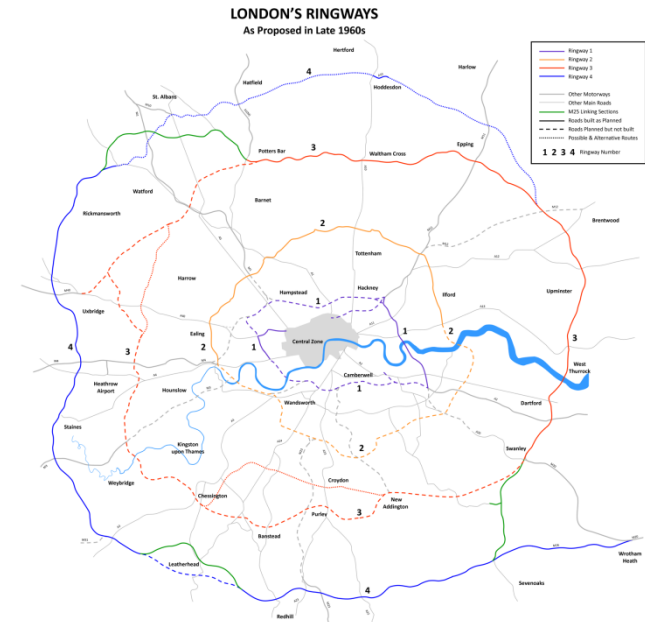 LONDON'S RINGWAYS
As Proposed in Late 1960s
Ringway 1
Ringway 2
Ringway 3
Ringway 4
Other Motorways
Other Main Roads
M25 Linking Sections
Roads built as Planned
Roads Planned but not built
Possible & Alternative Routes
1 2 3 4 Ringway Number
Hertford
4
Hatfield
Harlow
Hoddesdon
St. Albans
Potters Bar
3
Waltham Cross
Epping
Watford
Barnet
Rickmansworth
Brentwood
2
Tottenham
Harrow
Hampstead
Hackney
Ilford
Upminster
1
Uxbridge
Ealing
Central Zone
4
3
2
1
1
2
3
Heathrow
Airport
Hounslow
Camberwell
West
Thurrock
Wandsworth
1
Dartford
Staines
Kingston
upon Thames
2
Swanley
Weybridge
Croydon
Chessington
New
Addington
Purley
3
Banstead
Leatherhead
Wrotham
Heath
4
Sevenoaks
Redhill